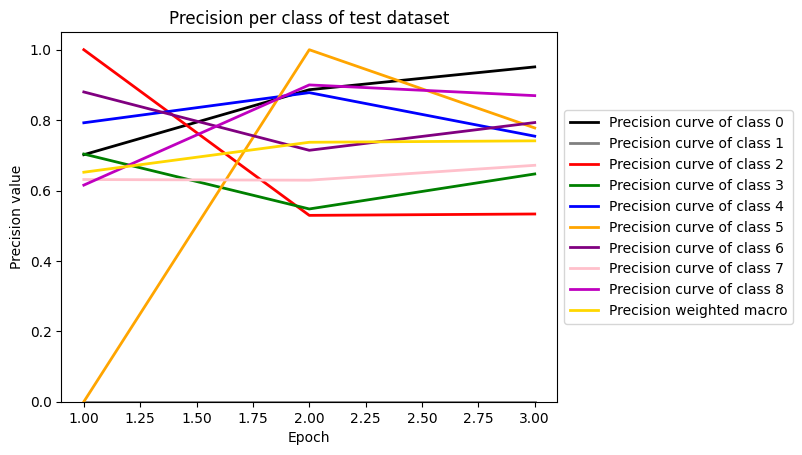 Precision per class of test dataset
Precision value
1.0
0.8
0.6
0.4
0.2
0.0
1.00 1.25 1.50 1.75 2.00 2.25 2.50 2.75 3.00
Epoch
Precision curve of class 0
Precision curve of class 1
Precision curve of class 2
Precision curve of class 3
Precision curve of class 4
Precision curve of class 5
Precision curve of class 6
Precision curve of class 7
Precision curve of class 8
Precision weighted macro